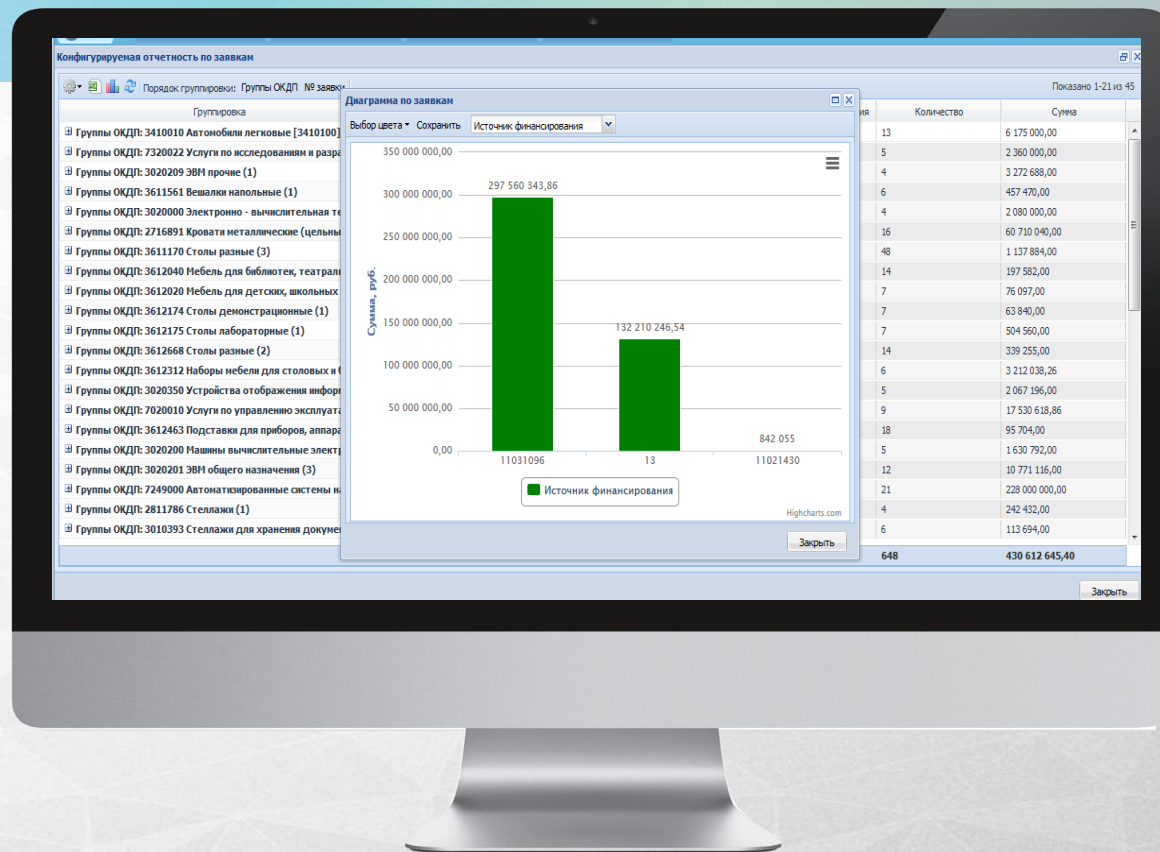 Конфигурируемая отчетность по заявкам
Порядок группировки: Группы ОКДП № заявки
Показано 1-21 из 45
Группировка
Количество
Сумма
Группы ОКДП: 3410010 Автомобили легковые [3410100]
13
6 175 000,00
Группы ОКДП: 7320022 Услуги по исследованиям и
5
2 360 000,00
Группы ОКДП: 3020209 ЭВМ прочие (1)
4
3 272 688,00
Группы ОКДП: 3611561 Вешалки напольные (1)
6
457 470,00
Группы ОКДП: 3020000 Электронно - вычислительная
4
2 080 000,00
Группы ОКДП: 2716891 Кровати металлические
16
60 710 040,00
Группы ОКДП: 3611170 Столы разные (3)
48
1 137 884,00
Группы ОКДП: 3612040 Мебель для библиотек,
14
197 582,00
Группы ОКДП: 3612020 Мебель для детских, школьных
7
76 097,00
Группы ОКДП: 3612174 Столы демонстрационные (1)
7
63 840,00
Группы ОКДП: 3612175 Столы лабораторные (1)
7
504 560,00
Группы ОКДП: 3612668 Столы разные (2)
14
339 255,00
Группы ОКДП: 3612312 Наборы мебели для столовых и
6
3 212 038,26
Группы ОКДП: 3020350 Устройства отображения
5
2 067 196,00
Группы ОКДП: 7020010 Услуги по управлению
9
17 530 618,86
Группы ОКДП: 3612463 Подставки для приборов,
18
95 704,00
Группы ОКДП: 3020200 Машины вычислительные
5
1 630 792,00
Группы ОКДП: 3020201 ЭВМ общего назначения (3)
12
10 771 116,00
Группы ОКДП: 7249000 Автоматизированные системы
21
228 000 000,00
Группы ОКДП: 2811786 Стеллажи (1)
4
242 432,00
Группы ОКДП: 3010393 Стеллажи для хранения
6
113 694,00
648
430 612 645,40
Закрыть
Диаграмма по заявкам
Выбор цвета Сохранить Источник финансирования
350 000 000,00
300 000 000,00
250 000 000,00
200 000 000,00
150 000 000,00
100 000 000,00
50 000 000,00
0,00
Сумма, руб.
297 560 343,86
132 210 246,54
842 055
11031096
13
11021430
Источник финансирования
Highcharts.com
Закрыть